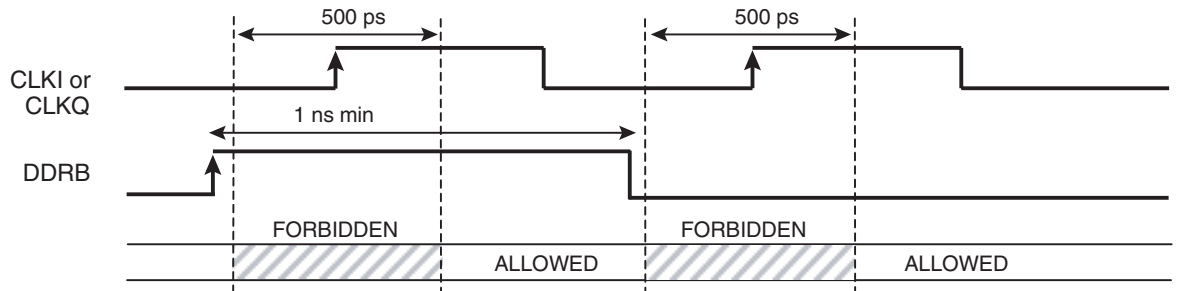 500 ps
500 ps
CLKI or
CLKQ
1 ns min
DDRB
FORBIDDEN
FORBIDDEN
ALLOWED
ALLOWED